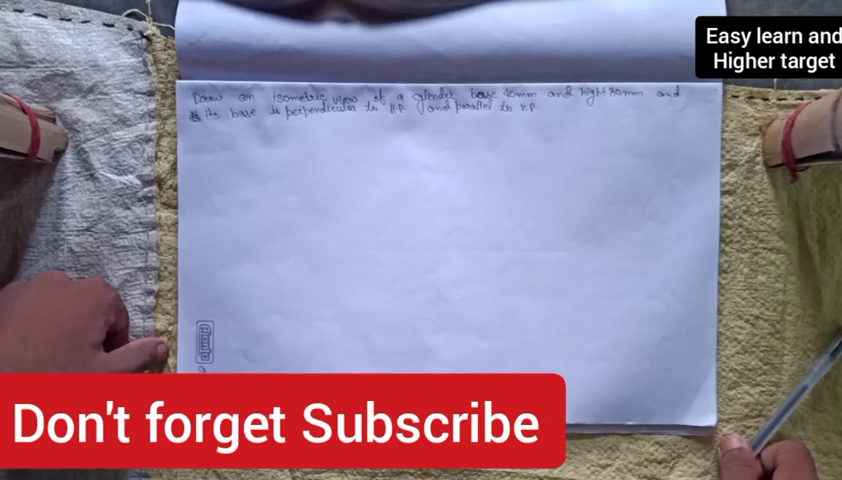 Easy learn and
Higher target
Draw an isometric view of a cylinder base 40mm and hight 80mm and
its base is perpendicular to H.P. and parallel to V.P.
Don't forget Subscribe